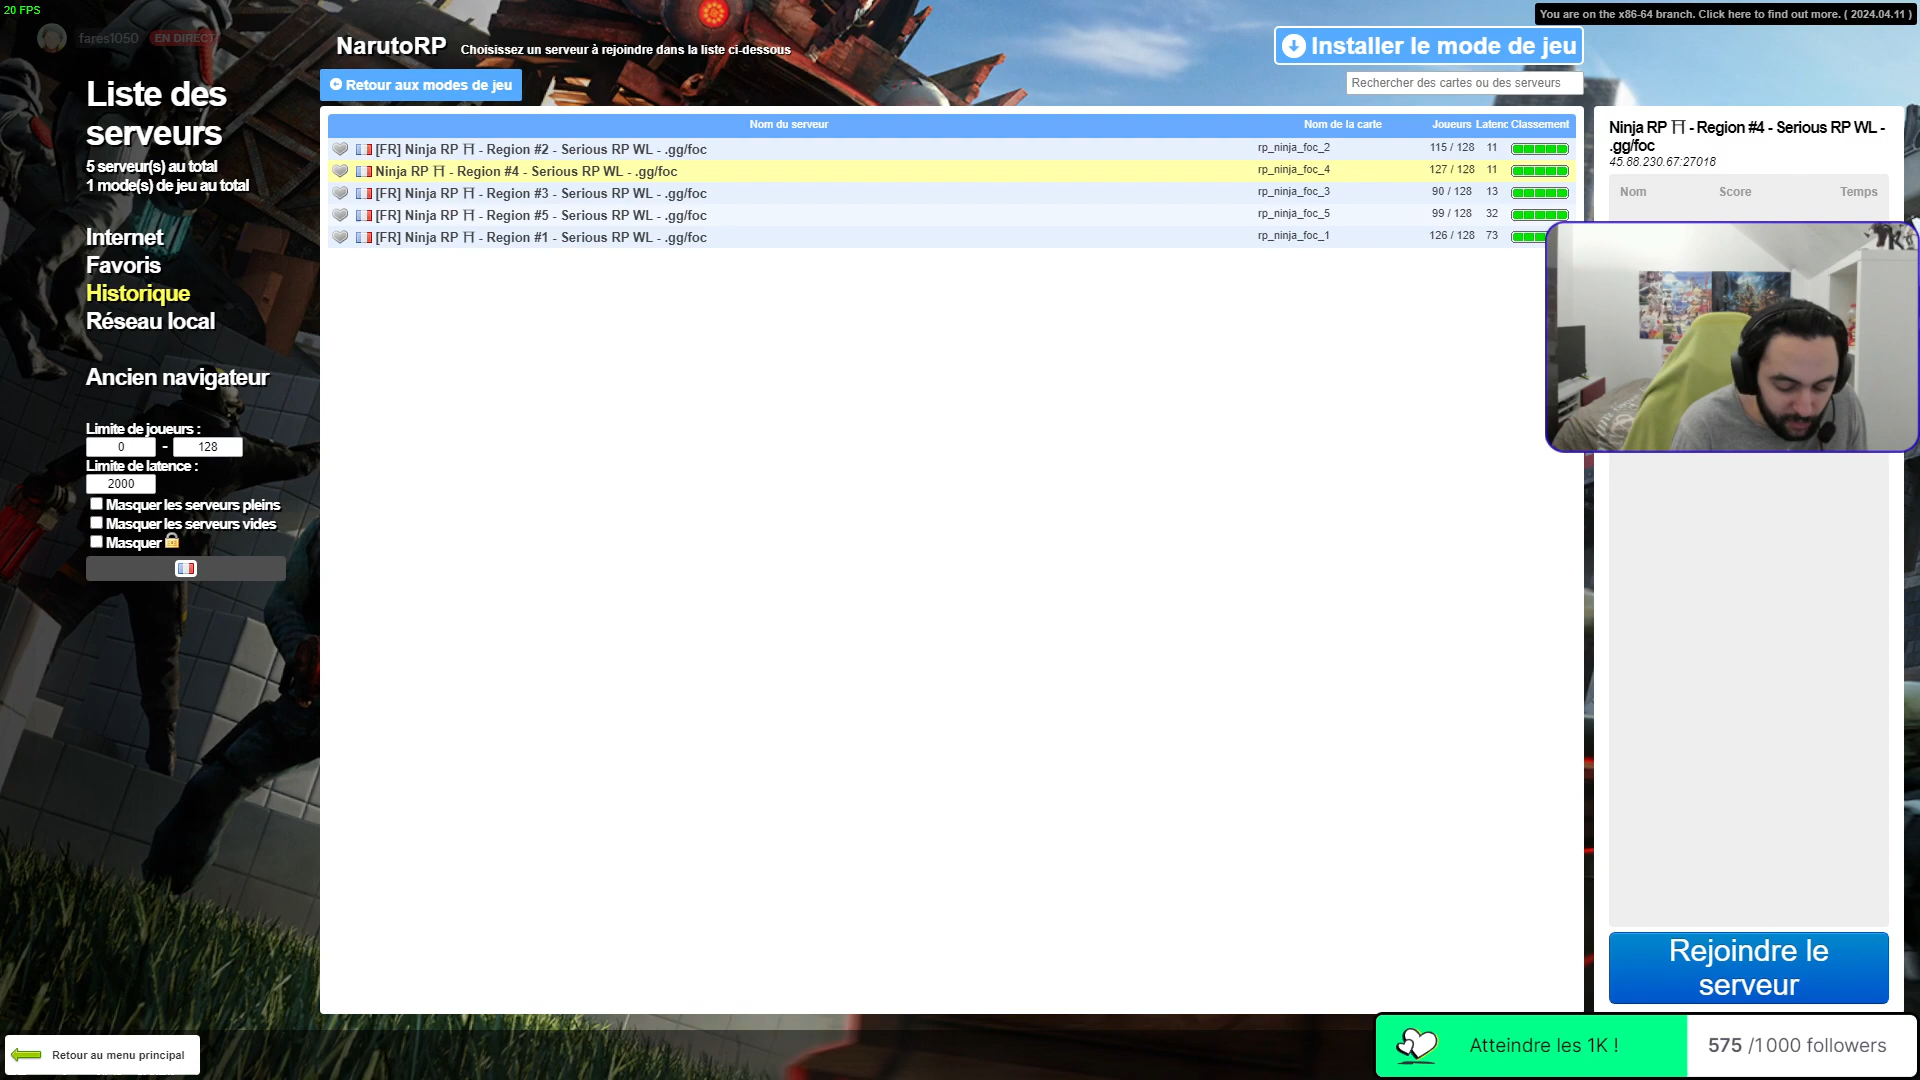 20 FPS
fares1050 EN DIRECT
You are on the x86-64 branch. Click here to find out more. ( 2024.04.11 )
NarutoRP Choisissez un serveur à rejoindre dans la liste ci-dessous
Installer le mode de jeu
Retour aux modes de jeu
Rechercher des cartes ou des serveurs
Liste des
serveurs
5 serveur(s) au total
1 mode(s) de jeu au total
Internet
Favoris
Historique
Réseau local
Ancien navigateur
Limite de joueurs :
0 - 128
Limite de latence :
2000
Masquer les serveurs pleins
Masquer les serveurs vides
Masquer
Nom du serveur Nom de la carte Joueurs Latenc Classement
[FR] Ninja RP ⛩ - Region #2 - Serious RP WL - .gg/foc rp_ninja_foc_2 115 / 128 11
Ninja RP ⛩ - Region #4 - Serious RP WL - .gg/foc rp_ninja_foc_4 127 / 128 11
[FR] Ninja RP ⛩ - Region #3 - Serious RP WL - .gg/foc rp_ninja_foc_3 90 / 128 13
[FR] Ninja RP ⛩ - Region #5 - Serious RP WL - .gg/foc rp_ninja_foc_5 99 / 128 32
[FR] Ninja RP ⛩ - Region #1 - Serious RP WL - .gg/foc rp_ninja_foc_1 126 / 128 73
Ninja RP ⛩ - Region #4 - Serious RP WL -
.gg/foc
45.88.230.67:27018
Nom Score Temps
Rejoindre le
serveur
Retour au menu principal
Atteindre les 1K !
575 /1000 followers